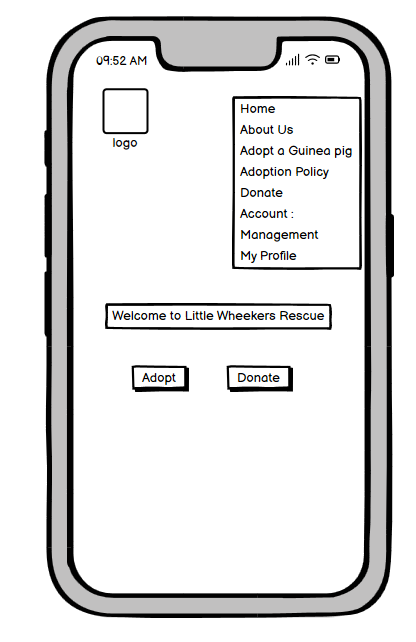 09:52 AM
logo
Home
About Us
Adopt a Guinea pig
Adoption Policy
Donate
Account :
Management
My Profile
Welcome to Little Wheekers Rescue
Adopt
Donate